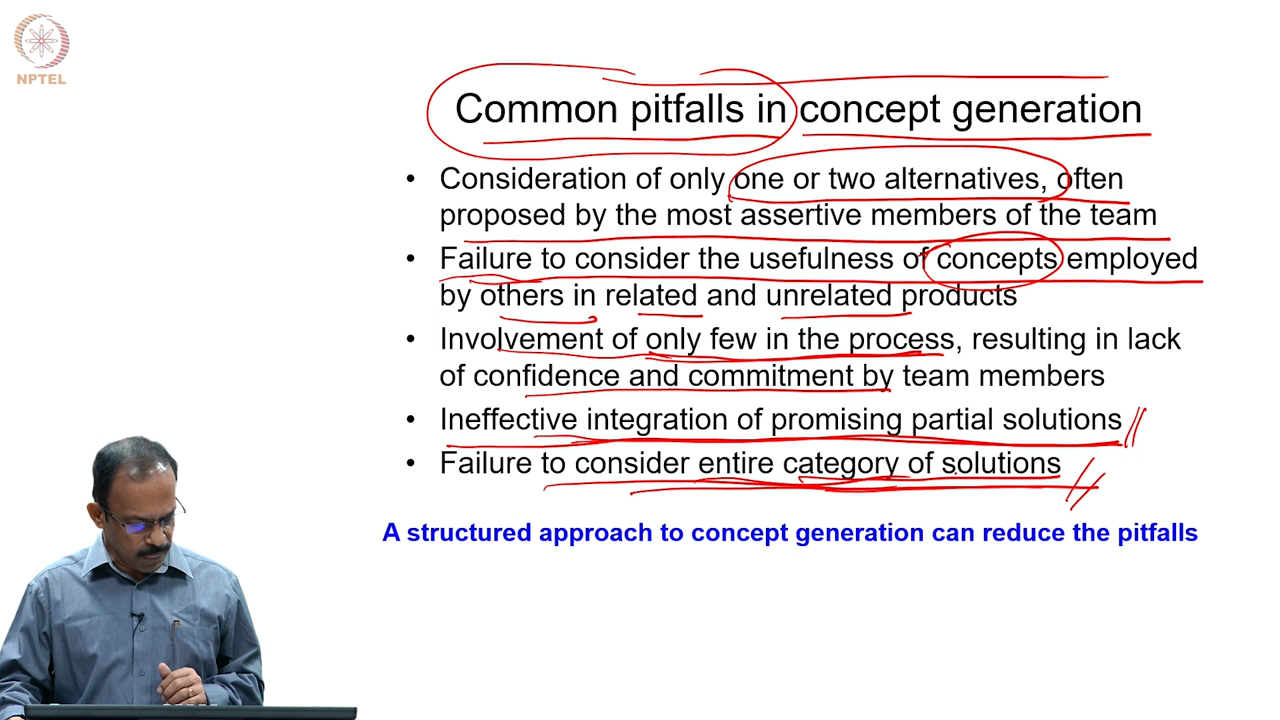 NPTEL
Common pitfalls in concept generation
• Consideration of only one or two alternatives, often
proposed by the most assertive members of the team
• Failure to consider the usefulness of concepts employed
by others in related and unrelated products
• Involvement of only few in the process, resulting in lack
of confidence and commitment by team members
• Ineffective integration of promising partial solutions
• Failure to consider entire category of solutions
A structured approach to concept generation can reduce the pitfalls